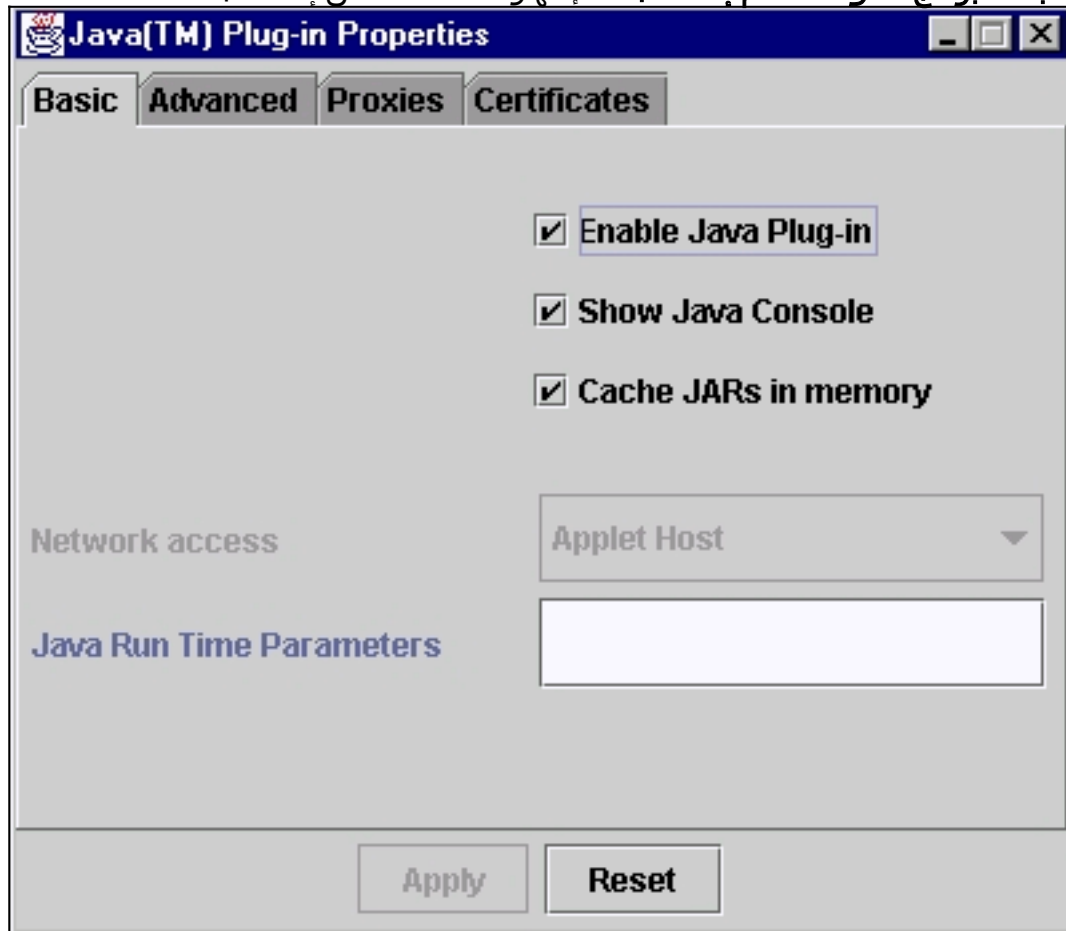 Java(TM) Plug-in Properties
Basic Advanced Proxies Certificates
Enable Java Plug-in
Show Java Console
Cache JARs in memory
Network access
Applet Host
Java Run Time Parameters
Apply Reset